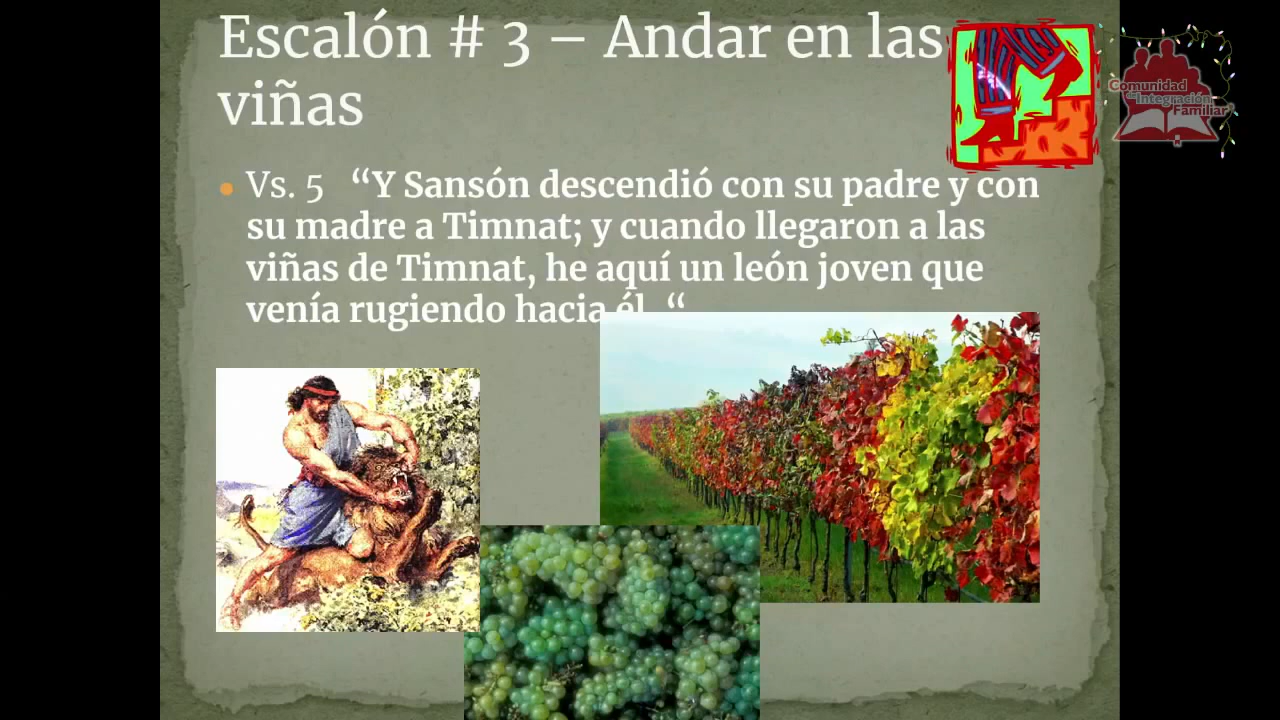 Escalón # 3 – Andar en las
viñas
Comunidad
de Integración
Familiar
• Vs. 5 “Y Sansón descendió con su padre y con
su madre a Timnat; y cuando llegaron a las
viñas de Timnat, he aquí un león joven que
venía rugiendo hacia él. “